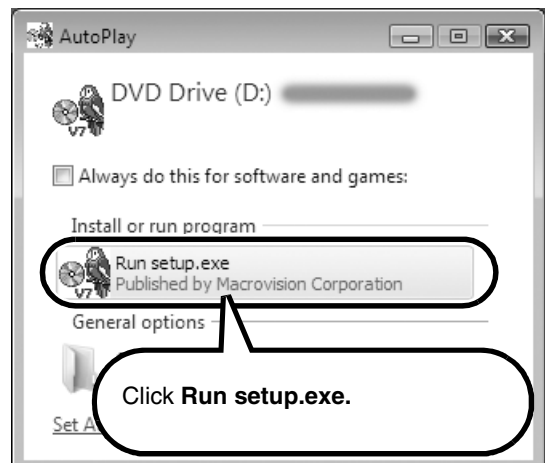 AutoPlay
DVD Drive (D:)
V7
Always do this for software and games:
Install or run program
Run setup.exe
Published by Macrovision Corporation
V7
General options
Click Run setup.exe.
Set A